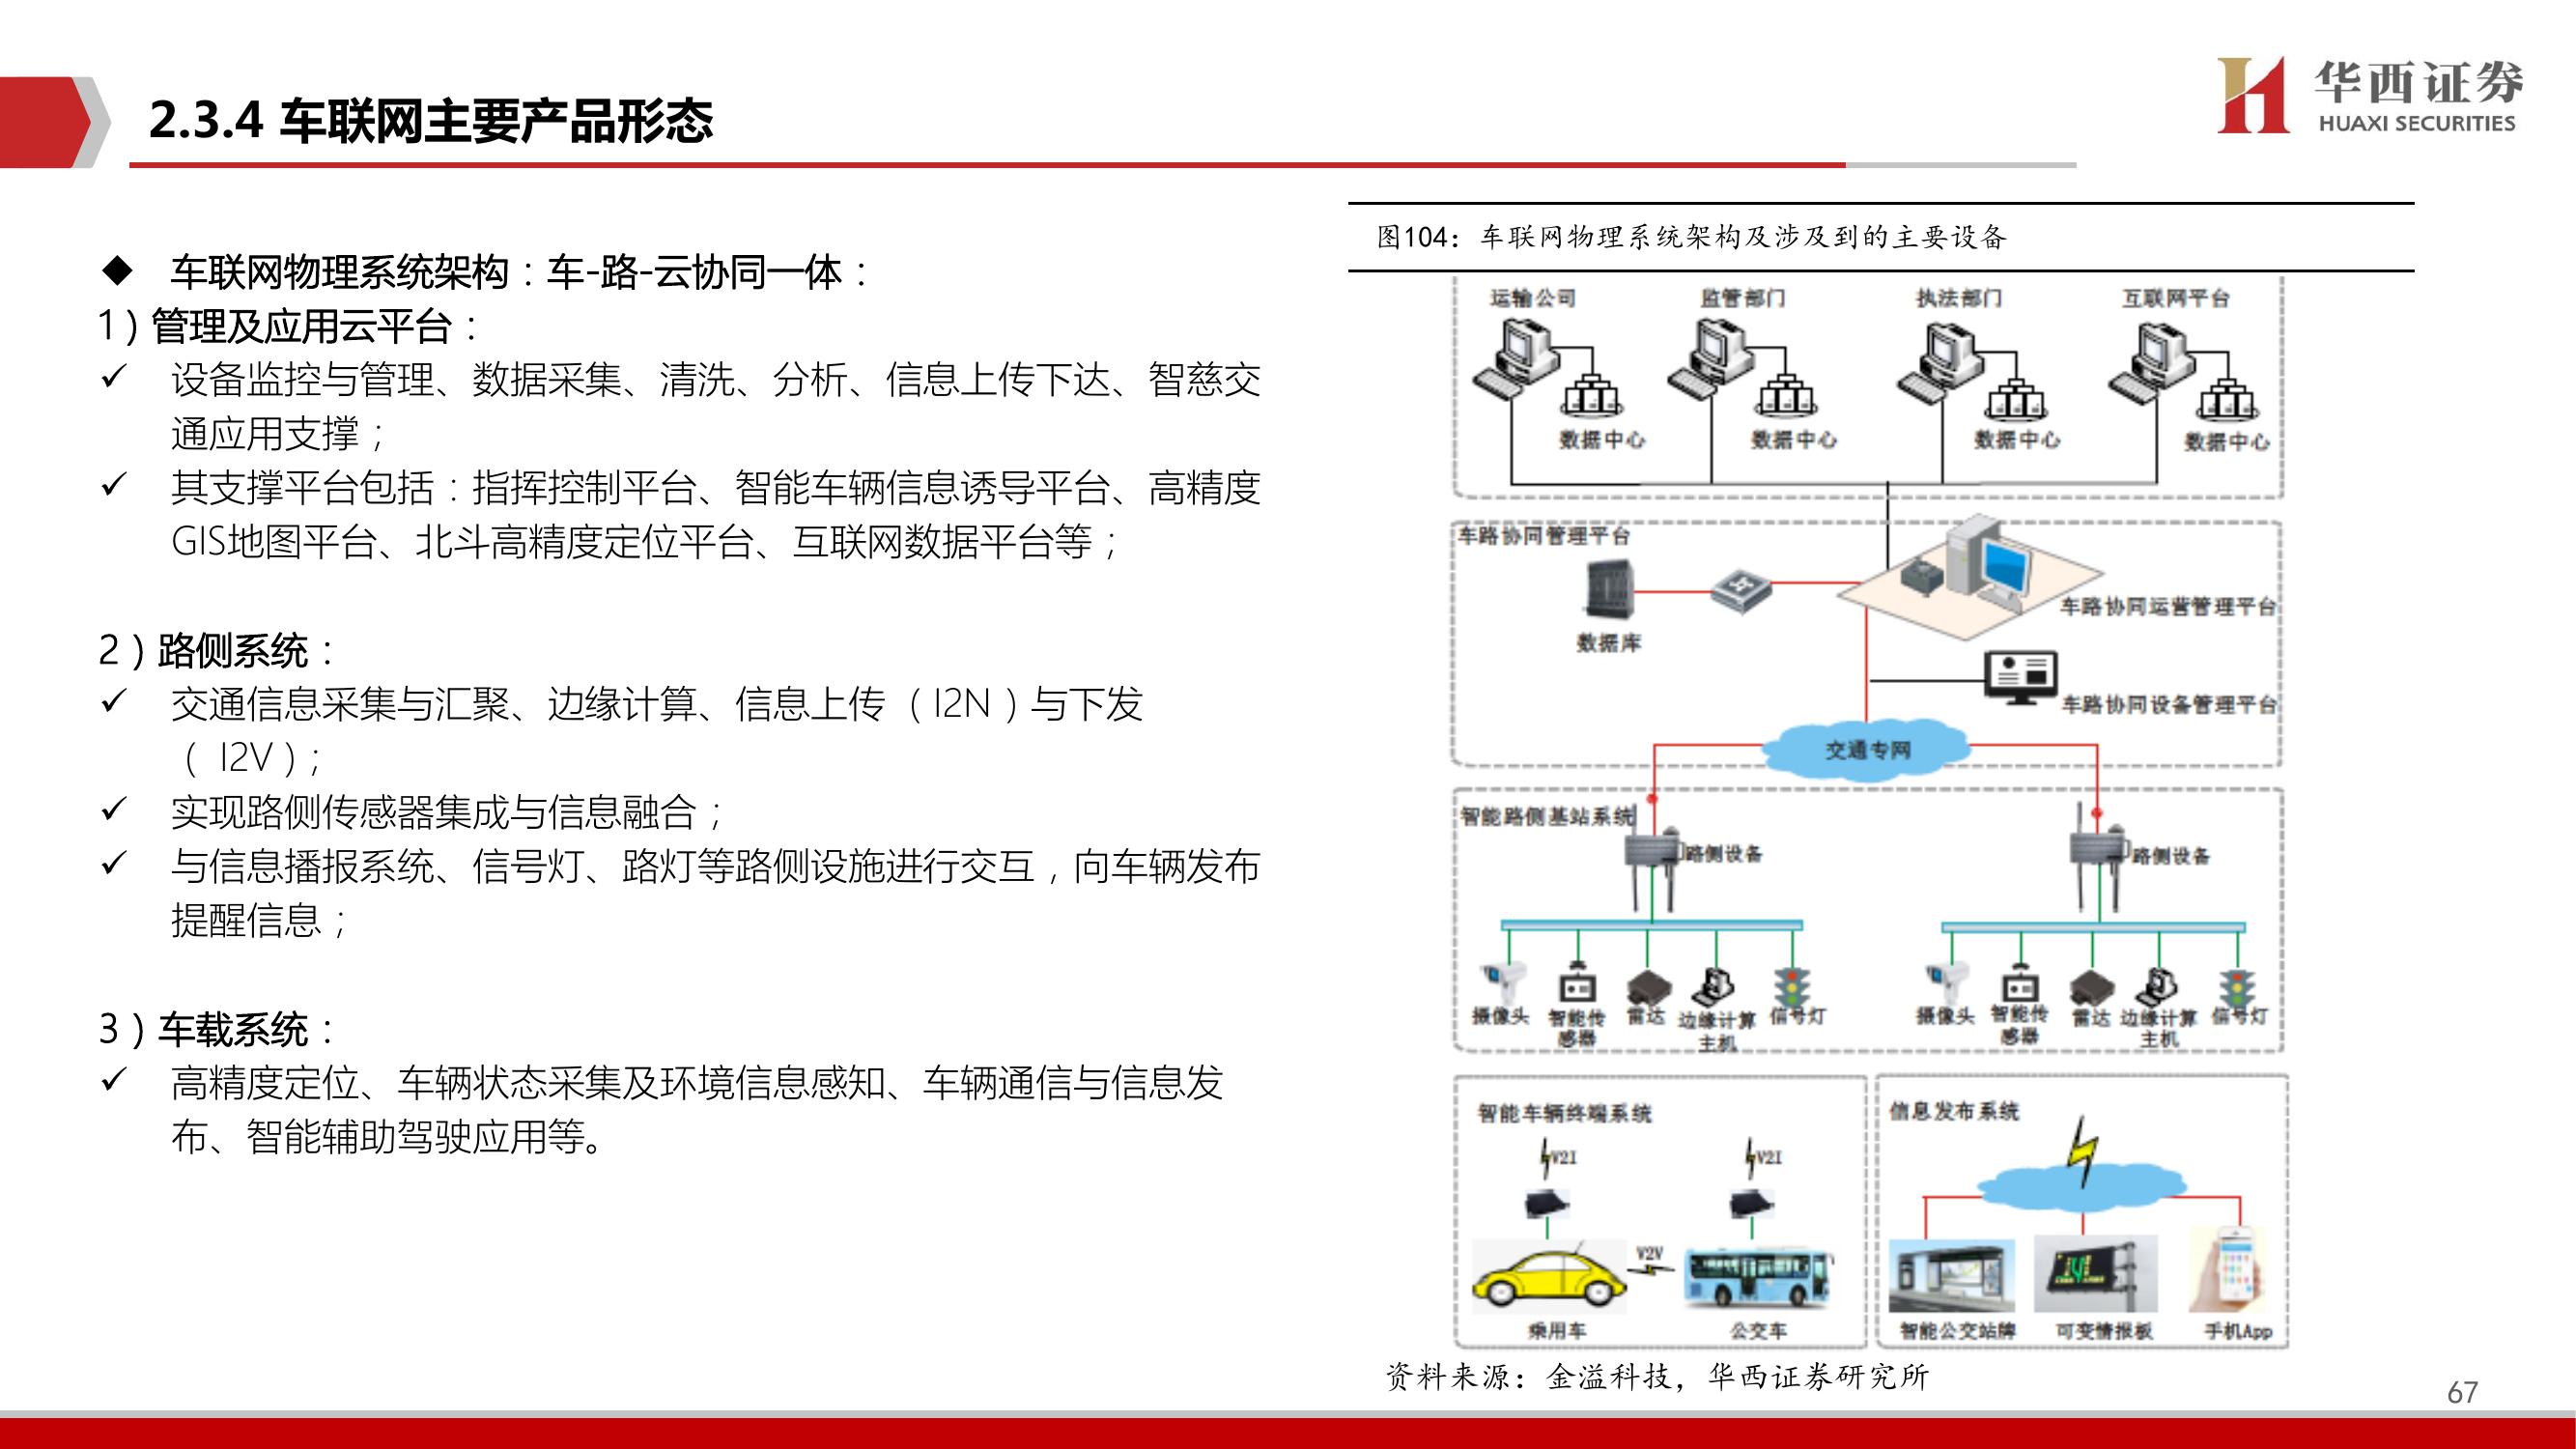 2.3.4 车联网主要产品形态
华西证券
HUAXI SECURITIES
◆ 车联网物理系统架构：车-路-云协同一体：
1）管理及应用云平台：
✓ 设备监控与管理、数据采集、清洗、分析、信息上传下达、智慈交
通应用支撑；
✓ 其支撑平台包括：指挥控制平台、智能车辆信息诱导平台、高精度
GIS地图平台、北斗高精度定位平台、互联网数据平台等；
2）路侧系统：
✓ 交通信息采集与汇聚、边缘计算、信息上传（I2N）与下发
（ I2V）；
✓ 实现路侧传感器集成与信息融合；
✓ 与信息播报系统、信号灯、路灯等路侧设施进行交互，向车辆发布
提醒信息；
3）车载系统：
✓ 高精度定位、车辆状态采集及环境信息感知、车辆通信与信息发
布、智能辅助驾驶应用等。
图104：车联网物理系统架构及涉及到的主要设备
运输公司 监管部门 执法部门 互联网平台
数据中心 数据中心 数据中心 数据中心
车路协同管理平台
车路协同运营管理平台
数据库
车路协同设备管理平台
交通专网
智能路侧基站系统
路侧设备 路侧设备
摄像头 智能传感器 雷达 边缘计算主机 信号灯 摄像头 智能传感器 雷达 边缘计算主机 信号灯
智能车辆终端系统 信息发布系统
V2I V2I
V2V
乘用车 公交车 智能公交站牌 可变情报板 手机App
资料来源：金溢科技，华西证券研究所
67